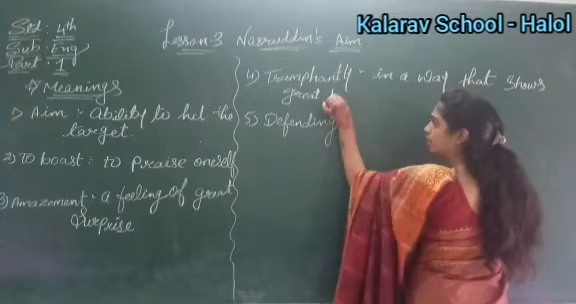 Kalarav School - Halol
Std : 4th
Sub : Eng
Part : 1
Lesson-3 Nasruddin's Aim
* Meanings
1) Aim : Ability to hit the
target.
2) To boast : to praise oneself
3) Amazement : a feeling of great
surprise
4) Triumphantly : in a way that shows
great
5) Defending